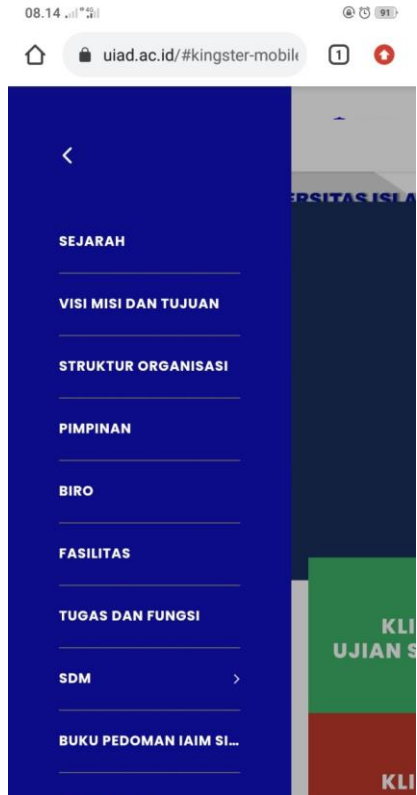 08.14
91
uiad.ac.id/#kingster-mobile
1
SEJARAH
VISI MISI DAN TUJUAN
STRUKTUR ORGANISASI
PIMPINAN
BIRO
FASILITAS
TUGAS DAN FUNGSI
KLI
UJIAN S
SDM
BUKU PEDOMAN IAIM SI...
KLI